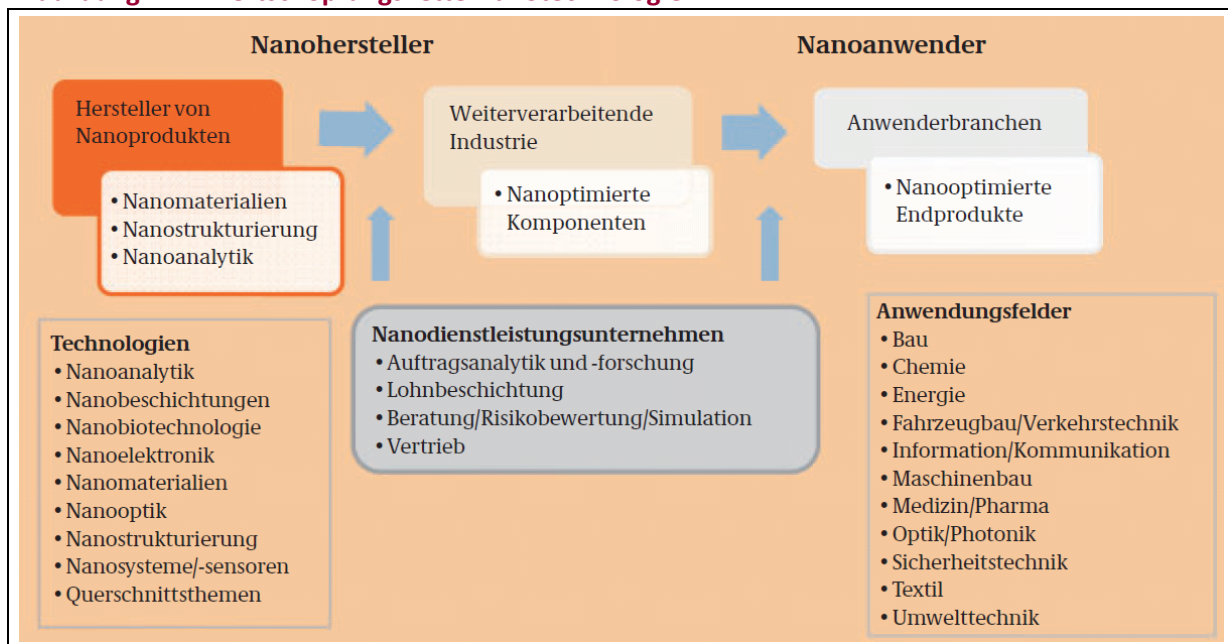 Nanohersteller
Nanoanwender
Hersteller von
Nanoprodukten
• Nanomaterialien
• Nanostrukturierung
• Nanoanalytik
Weiterverarbeitende
Industrie
• Nanoptimierte
Komponenten
Anwenderbranchen
• Nanooptimierte
Endprodukte
Technologien
• Nanoanalytik
• Nanobeschichtungen
• Nanobiotechnologie
• Nanoelektronik
• Nanomaterialien
• Nanooptik
• Nanostrukturierung
• Nanosysteme/-sensoren
• Querschnittsthemen
Nanodienstleistungsunternehmen
• Auftragsanalytik und -forschung
• Lohnbeschichtung
• Beratung/Risikobewertung/Simulation
• Vertrieb
Anwendungsfelder
• Bau
• Chemie
• Energie
• Fahrzeugbau/Verkehrstechnik
• Information/Kommunikation
• Maschinenbau
• Medizin/Pharma
• Optik/Photonik
• Sicherheitstechnik
• Textil
• Umwelttechnik